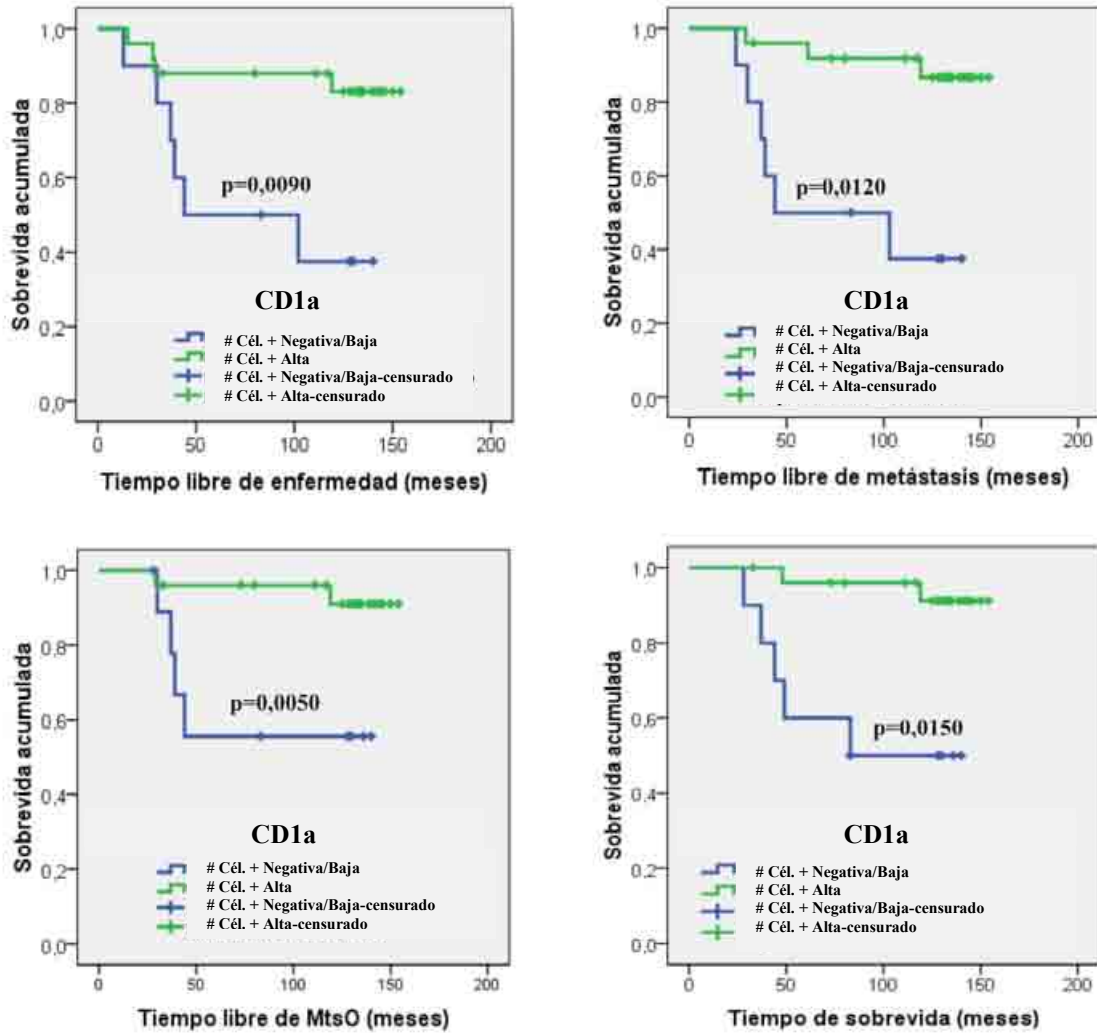 Sobrevida acumulada
1,0
0,8
0,6
0,4
0,2
0,0
p=0,0090
CD1a
# Cél. + Negativa/Baja
# Cél. + Alta
# Cél. + Negativa/Baja-censurado
# Cél. + Alta-censurado
0 50 100 150 200
Tiempo libre de enfermedad (meses)
Sobrevida acumulada
1,0
0,8
0,6
0,4
0,2
0,0
p=0,0120
CD1a
# Cél. + Negativa/Baja
# Cél. + Alta
# Cél. + Negativa/Baja-censurado
# Cél. + Alta-censurado
0 50 100 150 200
Tiempo libre de metástasis (meses)
Sobrevida acumulada
1,0
0,8
0,6
0,4
0,2
0,0
p=0,0050
CD1a
# Cél. + Negativa/Baja
# Cél. + Alta
# Cél. + Negativa/Baja-censurado
# Cél. + Alta-censurado
0 50 100 150 200
Tiempo libre de MtsO (meses)
Sobrevida acumulada
1,0
0,8
0,6
0,4
0,2
0,0
p=0,0150
CD1a
# Cél. + Negativa/Baja
# Cél. + Alta
# Cél. + Negativa/Baja-censurado
# Cél. + Alta-censurado
0 50 100 150 200
Tiempo de sobrevida (meses)